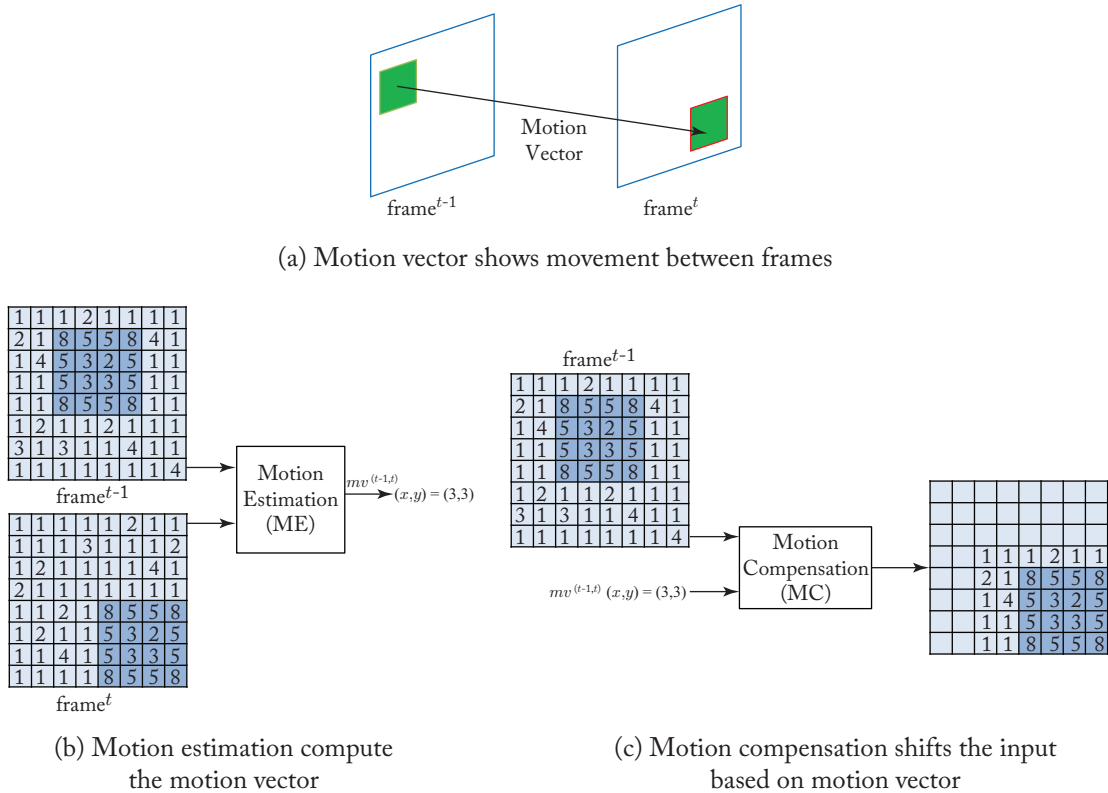 Motion
Vector
frame^{t-1}
frame^{t}
(a) Motion vector shows movement between frames
1 1 1 2 1 1 1 1
2 1 8 5 5 8 4 1
1 4 5 3 2 5 1 1
1 1 5 3 3 5 1 1
1 1 8 5 5 8 1 1
1 2 1 1 2 1 1 1
3 1 3 1 1 4 1 1
1 1 1 1 1 1 1 4
frame^{t-1}
1 1 1 1 1 2 1 1
1 1 1 3 1 1 1 2
1 2 1 1 1 1 4 1
2 1 1 1 1 1 1 1
1 1 2 1 8 5 5 8
1 2 1 1 5 3 2 5
1 1 4 1 5 3 3 5
1 1 1 1 8 5 5 8
frame^{t}
Motion
Estimation
(ME)
mv^{(t-1,t)}
(x,y) = (3,3)
(b) Motion estimation compute
the motion vector
frame^{t-1}
1 1 1 2 1 1 1 1
2 1 8 5 5 8 4 1
1 4 5 3 2 5 1 1
1 1 5 3 3 5 1 1
1 1 8 5 5 8 1 1
1 2 1 1 2 1 1 1
3 1 3 1 1 4 1 1
1 1 1 1 1 1 1 4
mv^{(t-1,t)} (x,y) = (3,3)
Motion
Compensation
(MC)
1 1 1 2 1 1
2 1 8 5 5 8
1 4 5 3 2 5
1 1 5 3 3 5
1 1 8 5 5 8
(c) Motion compensation shifts the input
based on motion vector